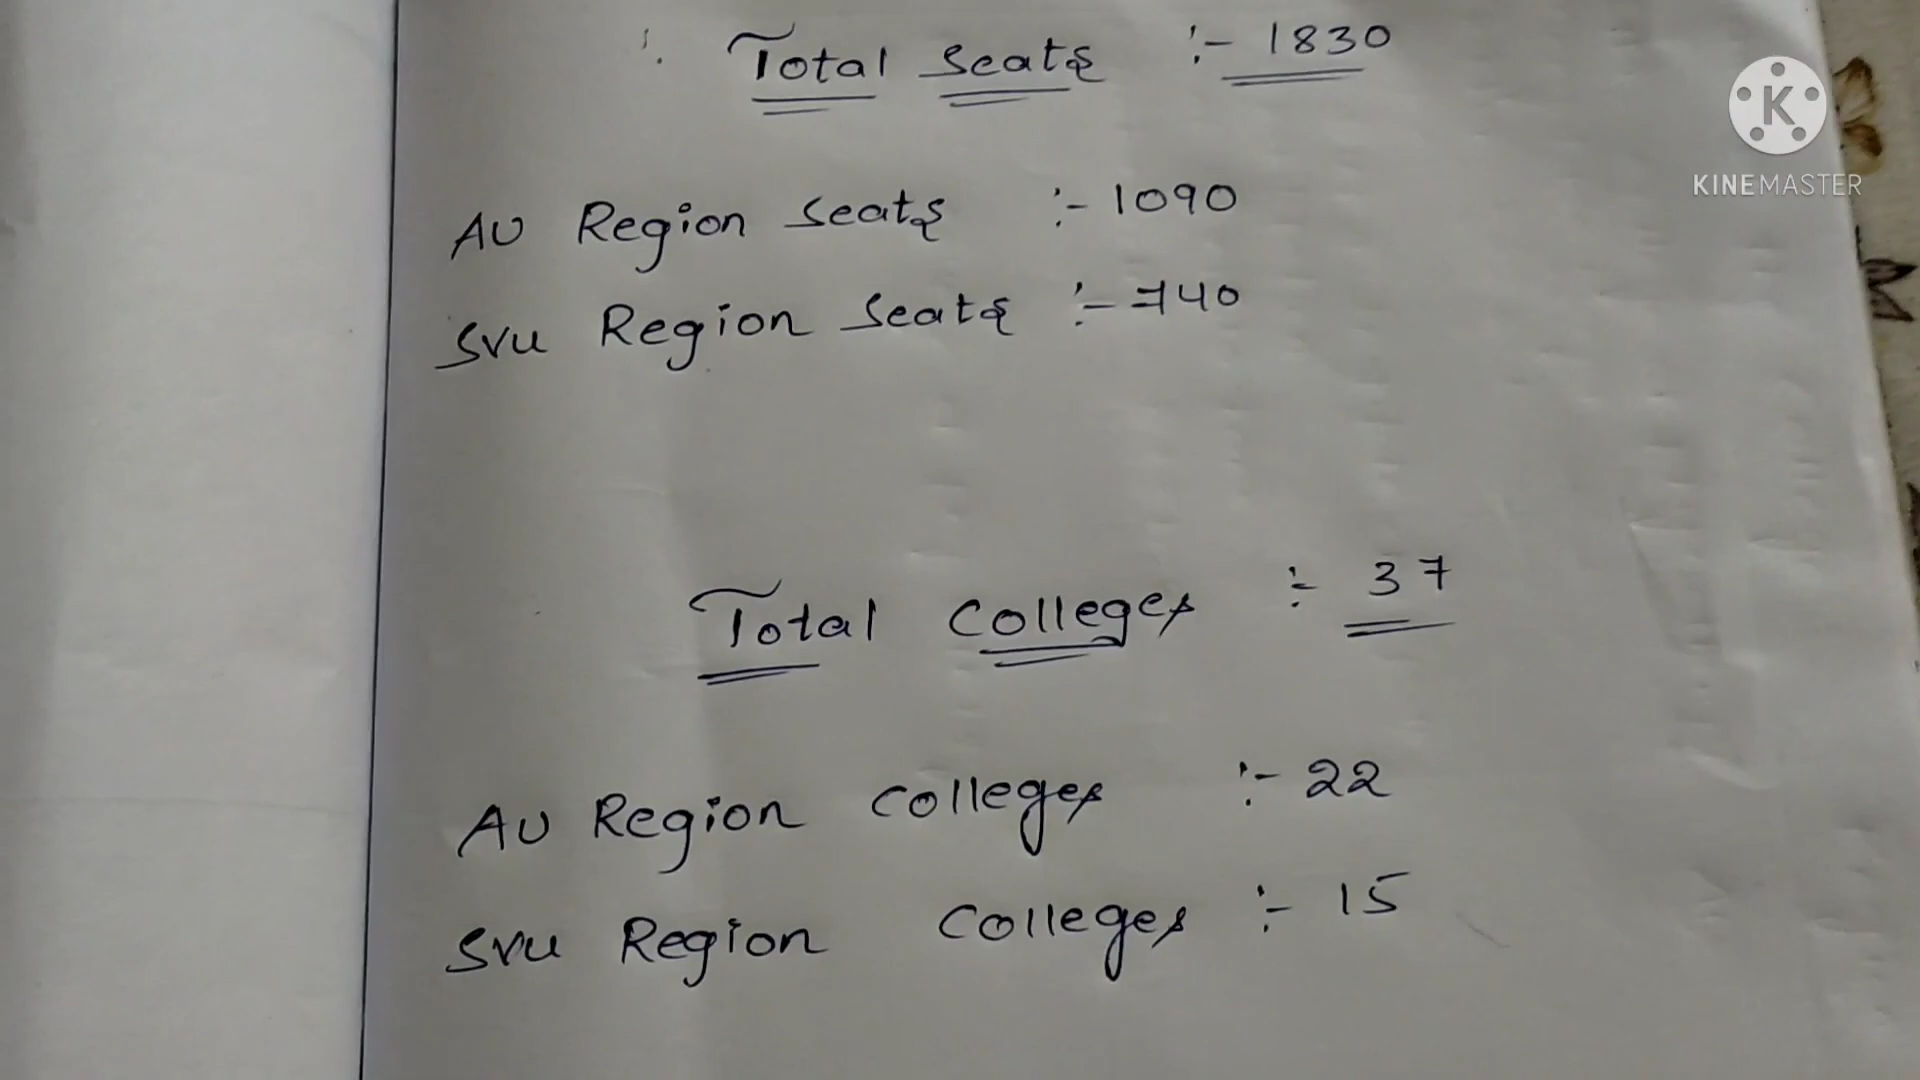 Total Seats :- 1830
AU Region Seats :- 1090
SVU Region Seats :- 740
Total Colleges :- 37
AU Region Colleges :- 22
SVU Region Colleges :- 15
K
KINEMASTER